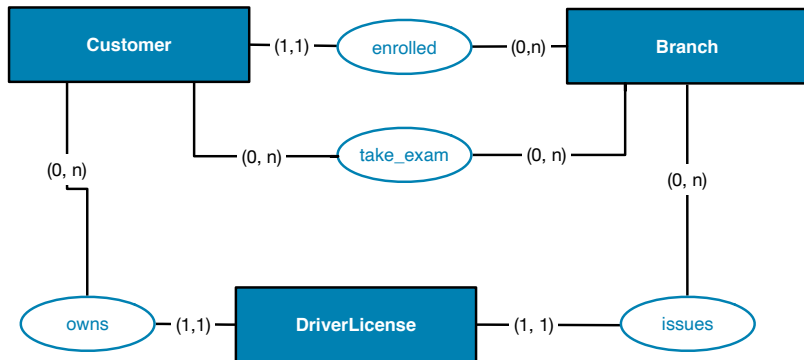 Customer
(1,1)
enrolled
(0,n)
Branch
(0, n)
take_exam
(0, n)
(0, n)
(0, n)
owns
(1,1)
DriverLicense
(1, 1)
issues